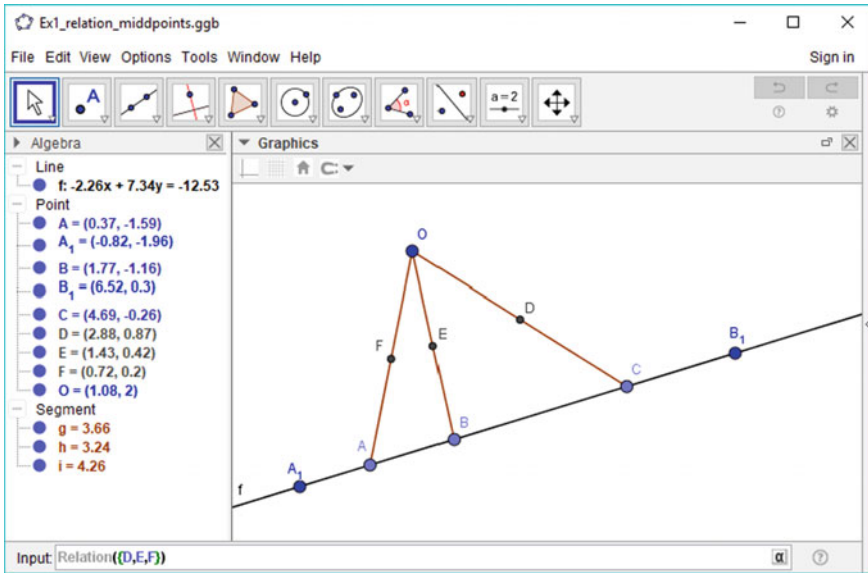 Ex1_relation_middpoints.ggb
File Edit View Options Tools Window Help Sign in
A a=2
Algebra
Line
f: -2.26x + 7.34y = -12.53
Point
A = (0.37, -1.59)
A₁ = (-0.82, -1.96)
B = (1.77, -1.16)
B₁ = (6.52, 0.3)
C = (4.69, -0.26)
D = (2.88, 0.87)
E = (1.43, 0.42)
F = (0.72, 0.2)
O = (1.08, 2)
Segment
g = 3.66
h = 3.24
i = 4.26
Graphics
O
D
F
E
B₁
C
B
A
A₁
f
Input: Relation({D,E,F}) α